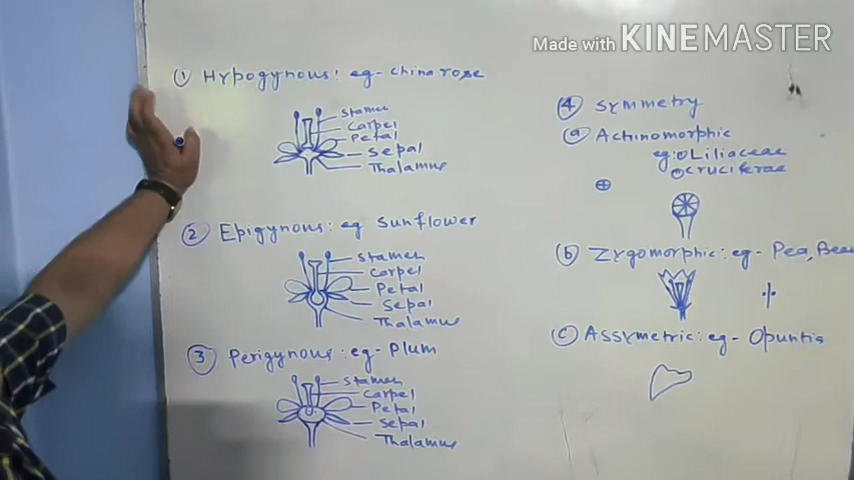 Made with KINEMASTER
① Hypogynous: eg- China rose
Stamen
Carpel
Petal
Sepal
Thalamus
② Epigynous: eg Sunflower
Stamen
Carpel
Petal
Sepal
Thalamus
③ Perigynous: eg- Plum
Stamen
Carpel
Petal
Sepal
Thalamus
④ Symmetry
ⓐ Actinomorphic
eg: ○ Liliaceae
○ Cruciferae
ⓑ Zygomorphic: eg- Pea, Bean
ⓒ Assymetric: eg- Opuntia